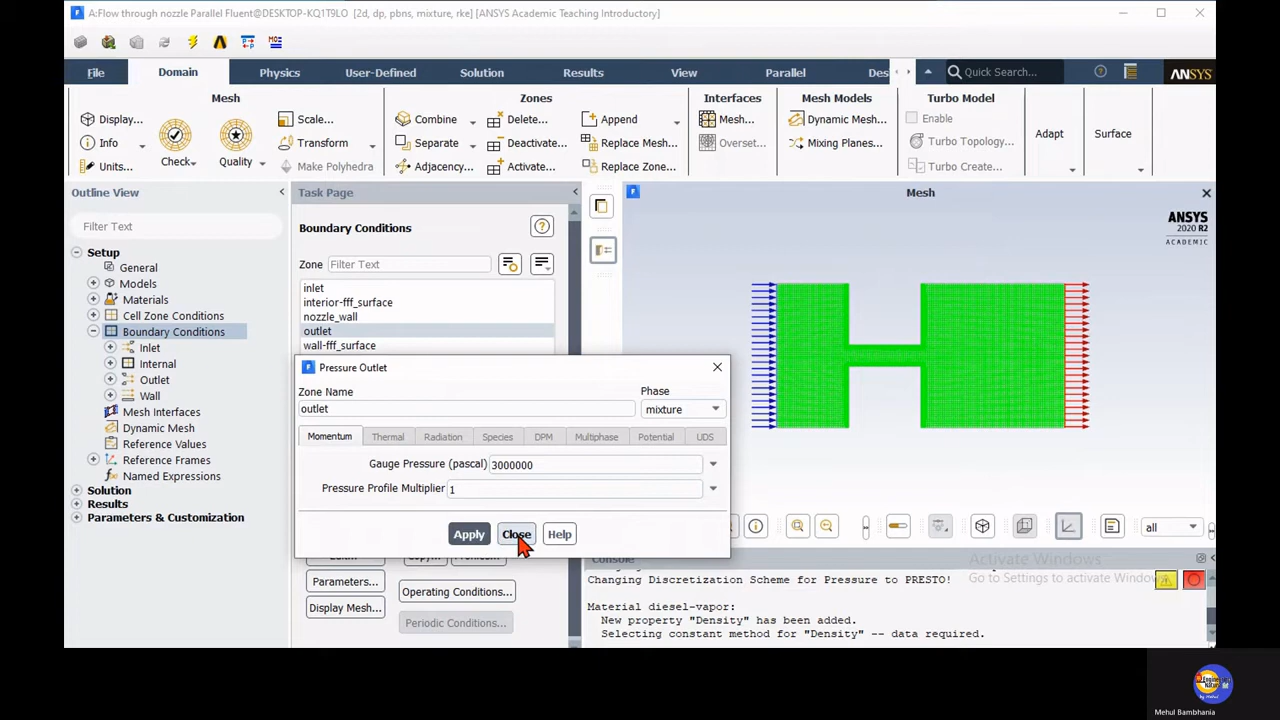 A:Flow through nozzle Parallel Fluent@DESKTOP-KQ1T9LO [2d, dp, pbns, mixture, rke] [ANSYS Academic Teaching Introductory]
File Domain Physics User-Defined Solution Results View Parallel Des Quick Search... ANSYS
Mesh Zones Interfaces Mesh Models Turbo Model
Display... Scale... Combine Delete... Append Mesh... Dynamic Mesh... Enable
Info Transform Separate Deactivate... Replace Mesh... Overset... Mixing Planes... Turbo Topology... Adapt Surface
Check Quality
Units... Make Polyhedra Adjacency... Activate... Replace Zone... Turbo Create...
Outline View
Filter Text
Setup
General
Models
Materials
Cell Zone Conditions
Boundary Conditions
Inlet
Internal
Outlet
Wall
Mesh Interfaces
Dynamic Mesh
Reference Values
Reference Frames
Named Expressions
Solution
Results
Parameters & Customization
Task Page
Boundary Conditions
Zone Filter Text
inlet
interior-fff_surface
nozzle_wall
outlet
wall-fff_surface
Pressure Outlet
Zone Name Phase
outlet mixture
Momentum Thermal Radiation Species DPM Multiphase Potential UDS
Gauge Pressure (pascal) 3000000
Pressure Profile Multiplier 1
Apply Close Help
Parameters... Operating Conditions...
Display Mesh... Periodic Conditions...
Mesh
ANSYS
2020 R2
ACADEMIC
all
Console
Activate Windows
Go to Settings to activate Windows.
Changing Discretization Scheme for Pressure to PRESTO!
Material diesel-vapor:
New property "Density" has been added.
Selecting constant method for "Density" -- data required.
Mehul Bambhania